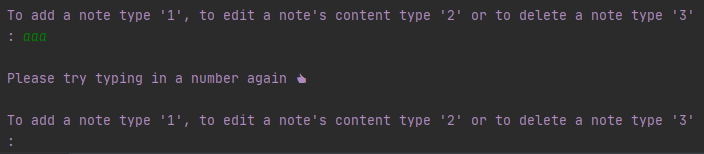 To add a note type '1', to edit a note's content type '2' or to delete a note type '3'
: aaa
Please try typing in a number again 👆
To add a note type '1', to edit a note's content type '2' or to delete a note type '3'
: